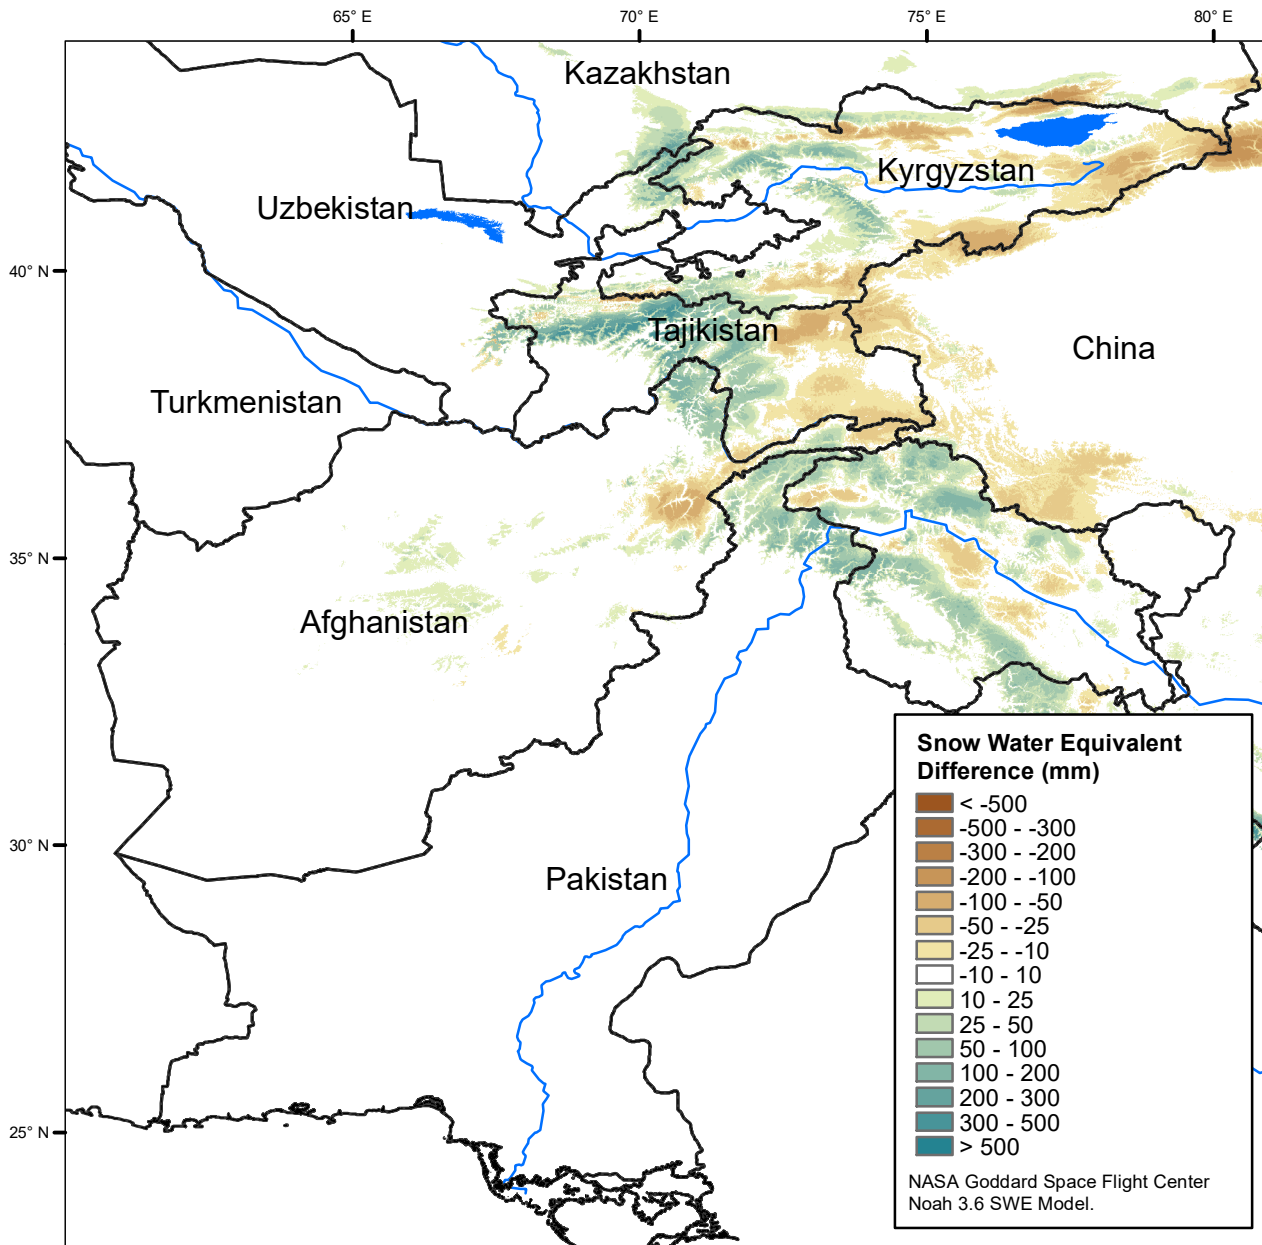 65° E
70° E
75° E
80° E
Kazakhstan
Kyrgyzstan
Uzbekistan
40° N
Tajikistan
China
Turkmenistan
35° N
Afghanistan
Snow Water Equivalent
Difference (mm)
< -500
-500 - -300
-300 - -200
-200 - -100
-100 - -50
-50 - -25
-25 - -10
-10 - 10
10 - 25
25 - 50
50 - 100
100 - 200
200 - 300
300 - 500
> 500
NASA Goddard Space Flight Center
Noah 3.6 SWE Model.
30° N
Pakistan
25° N